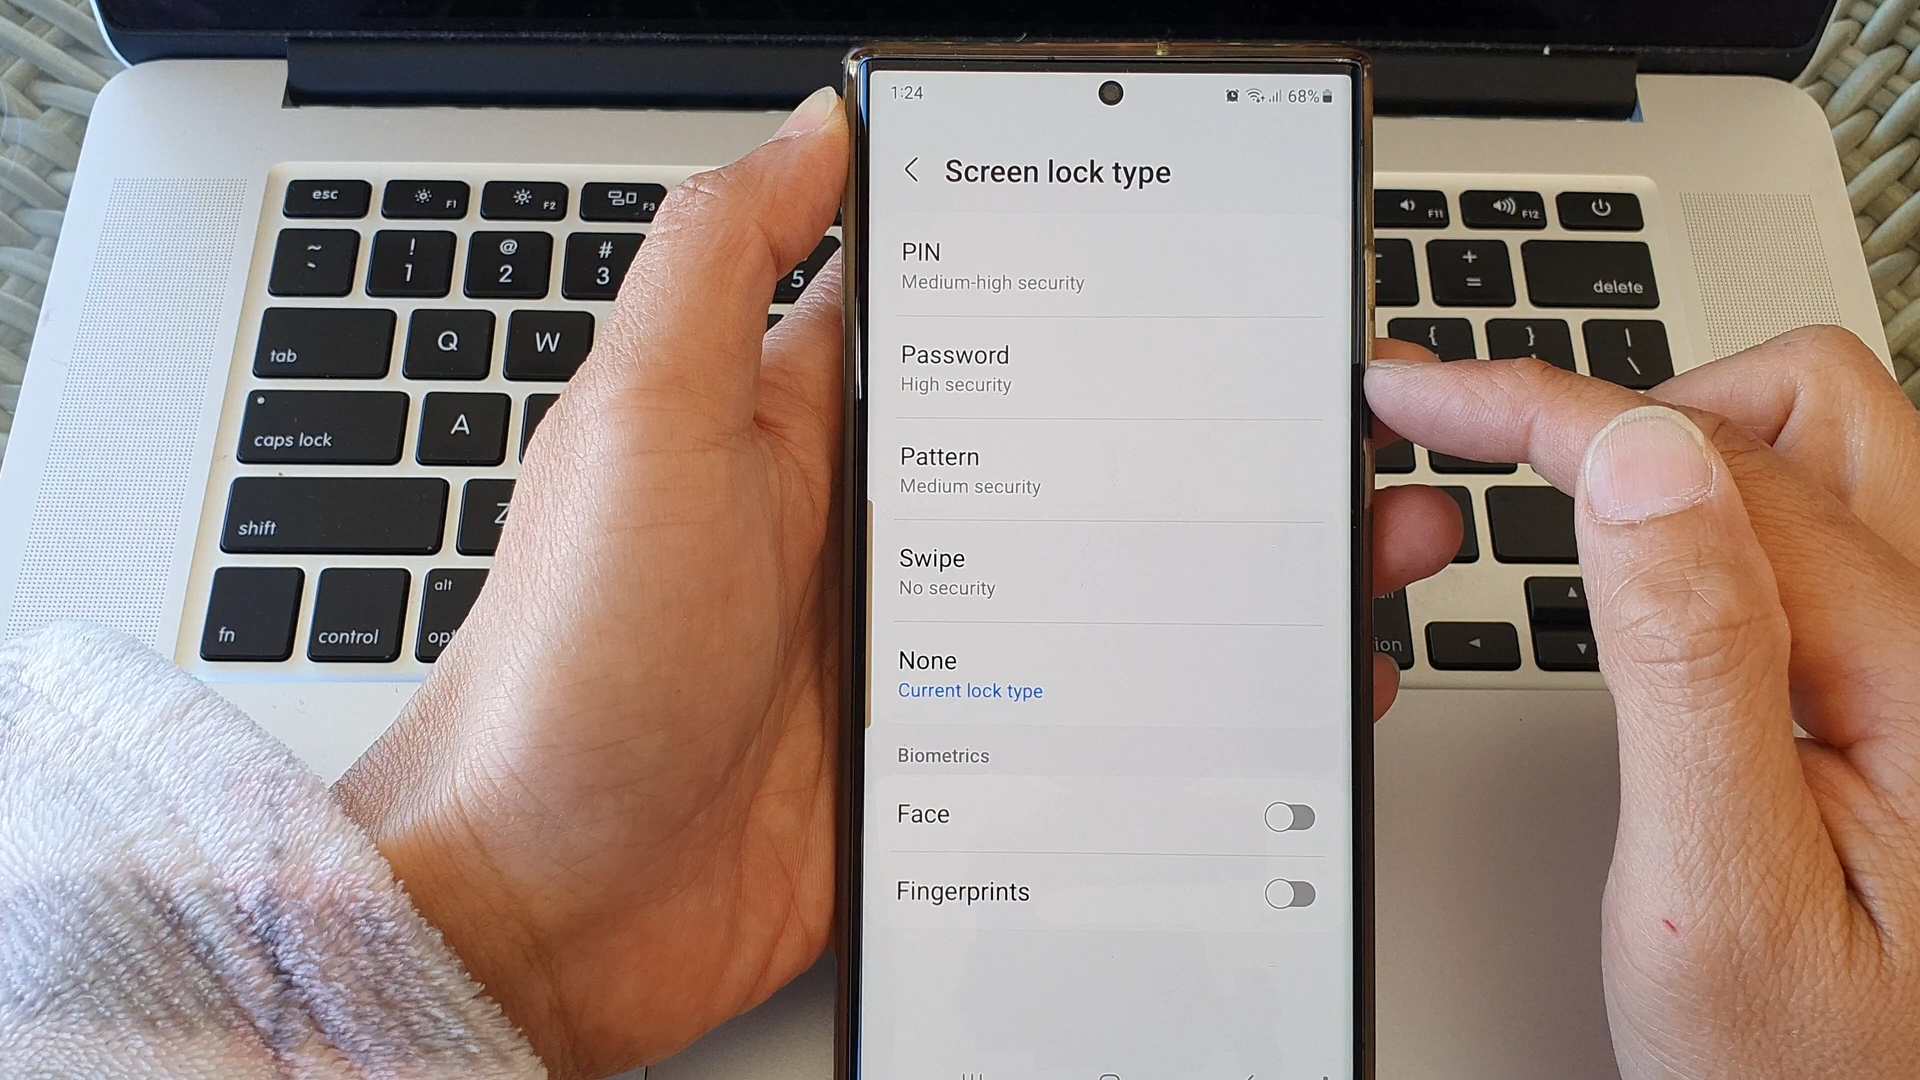 1:24
68%
Screen lock type
PIN
Medium-high security
Password
High security
Pattern
Medium security
Swipe
No security
None
Current lock type
Biometrics
Face
Fingerprints
esc
F1
F2
F3
F11
F12
~ `
! 1
@ 2
# 3
5
+ =
delete
tab
Q
W
{
}
| \
caps lock
A
shift
Z
fn
control
alt
opt
ion